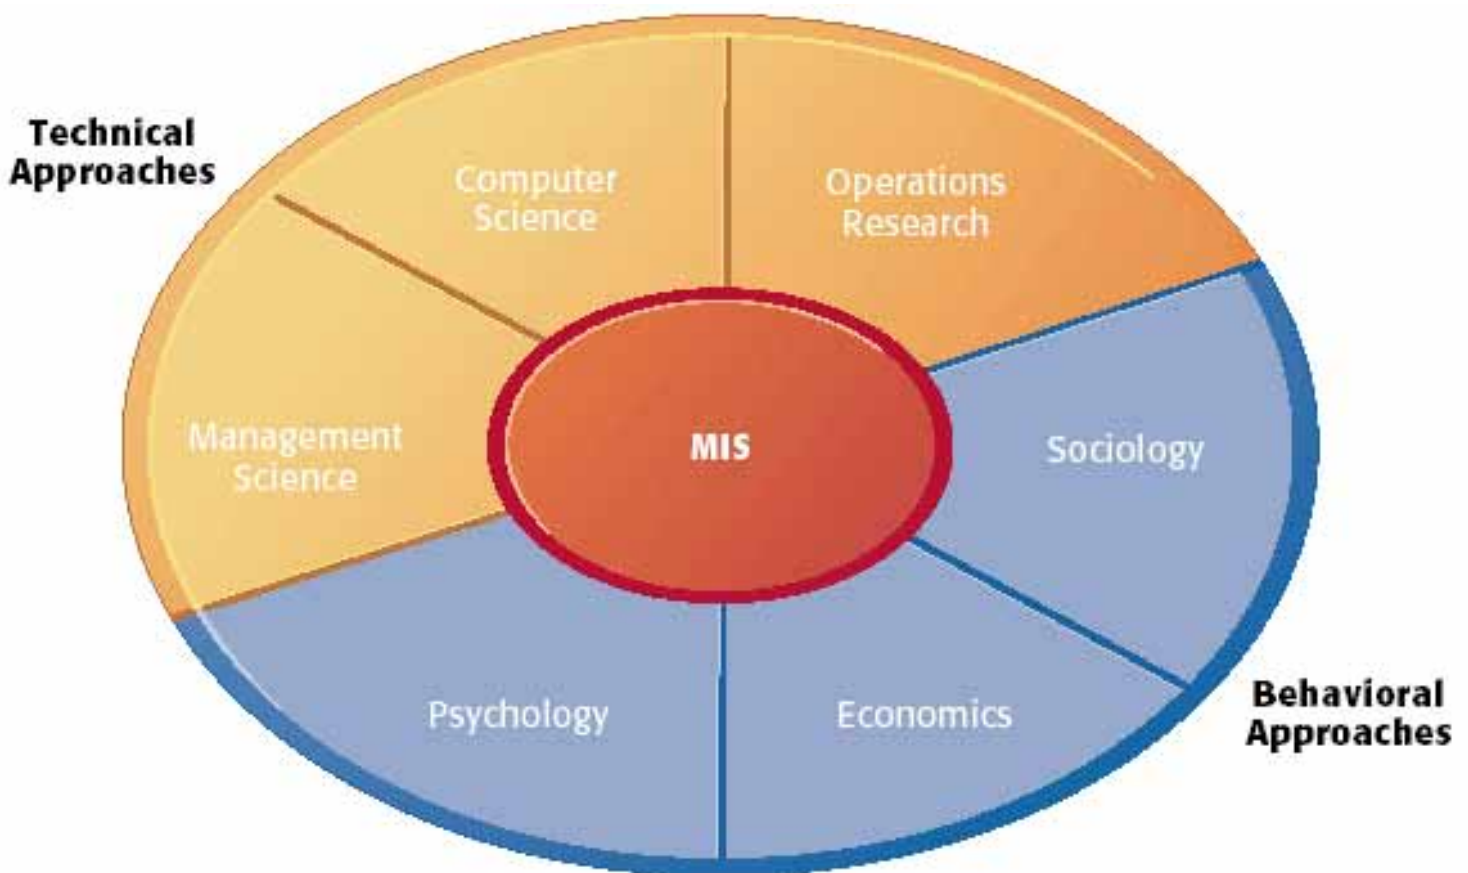 Technical
Approaches
Computer
Science
Operations
Research
Management
Science
MIS
Sociology
Psychology
Economics
Behavioral
Approaches